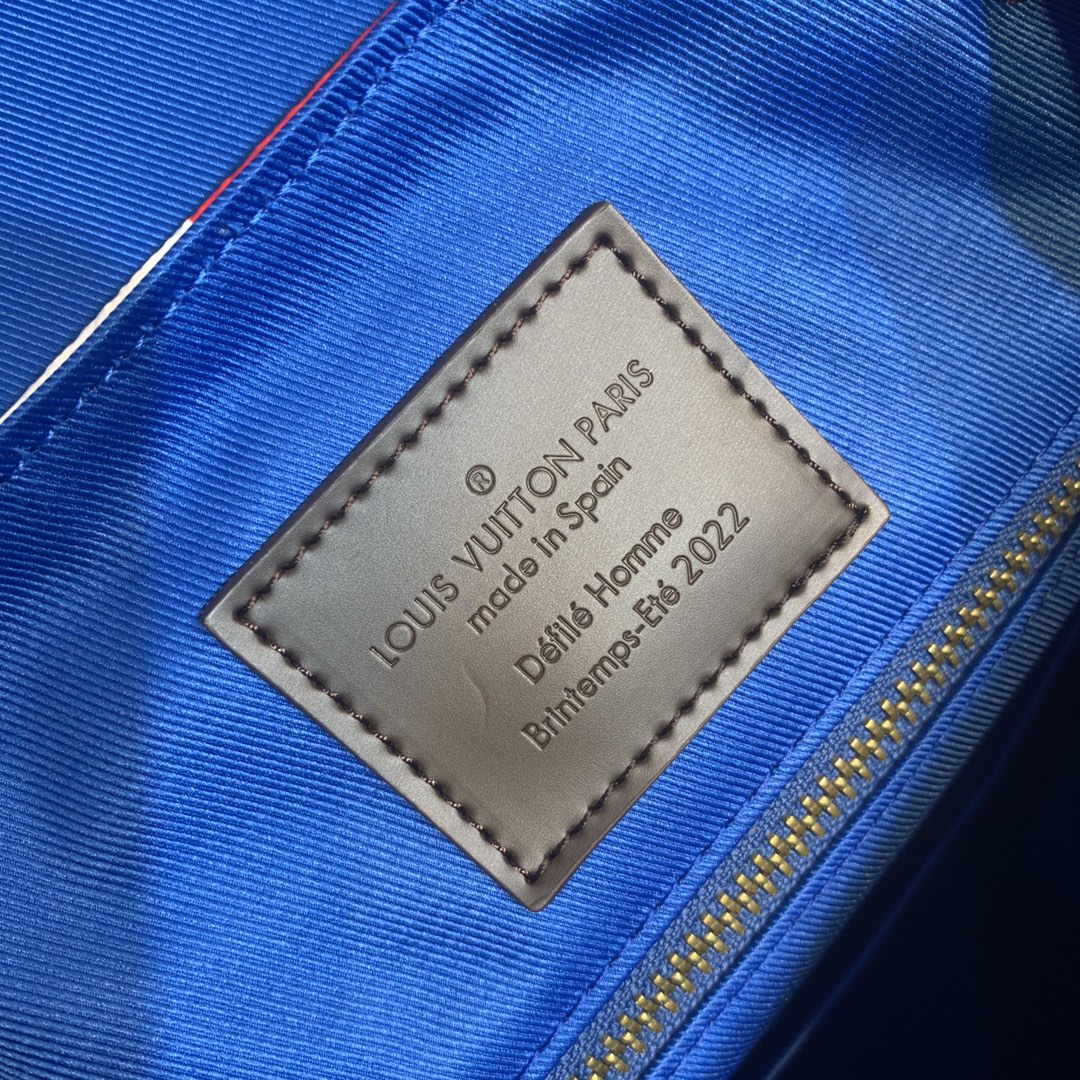 ®
LOUIS VUITTON PARIS
made in Spain
Défilé Homme
Brintemps-Eté 2022